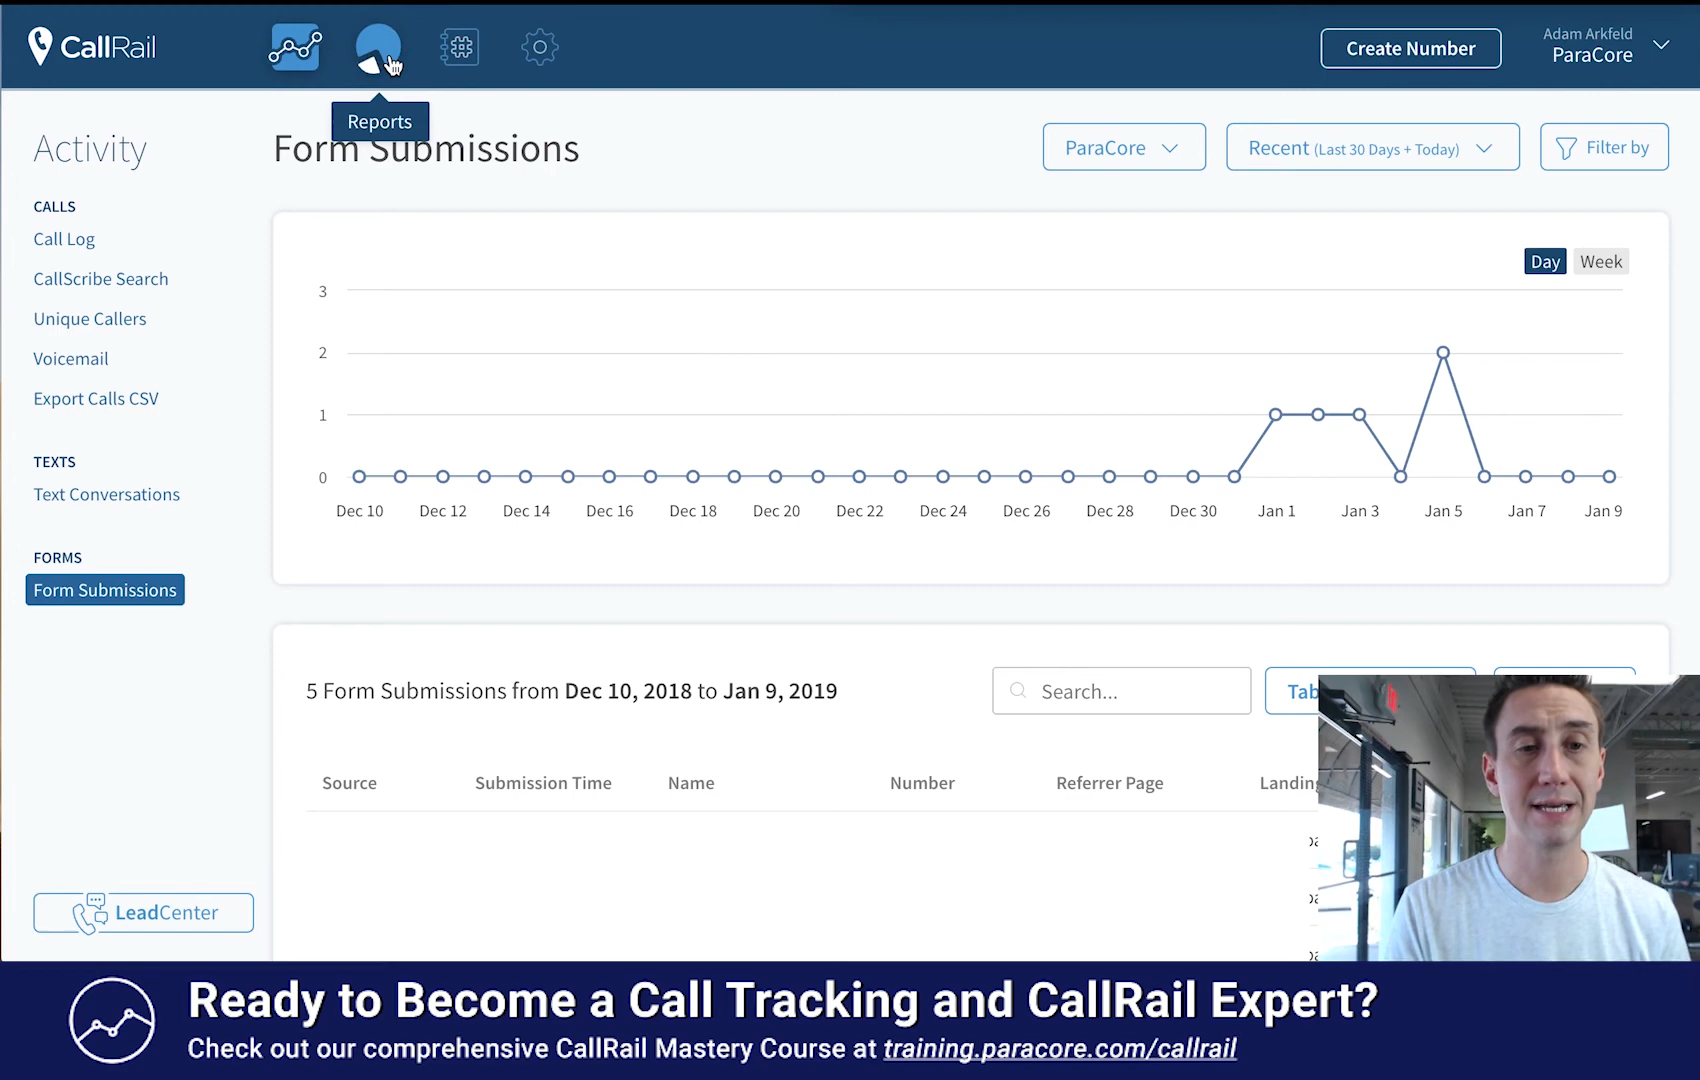 CallRail
Create Number
Adam Arkfeld
ParaCore
Reports
Activity
Form Submissions
ParaCore
Recent (Last 30 Days + Today)
Filter by
CALLS
Call Log
CallScribe Search
Unique Callers
Voicemail
Export Calls CSV
TEXTS
Text Conversations
FORMS
Form Submissions
LeadCenter
Day
Week
3
2
1
0
Dec 10
Dec 12
Dec 14
Dec 16
Dec 18
Dec 20
Dec 22
Dec 24
Dec 26
Dec 28
Dec 30
Jan 1
Jan 3
Jan 5
Jan 7
Jan 9
5 Form Submissions from Dec 10, 2018 to Jan 9, 2019
Search...
Tab
Source
Submission Time
Name
Number
Referrer Page
Landing
Ready to Become a Call Tracking and CallRail Expert?
Check out our comprehensive CallRail Mastery Course at training.paracore.com/callrail